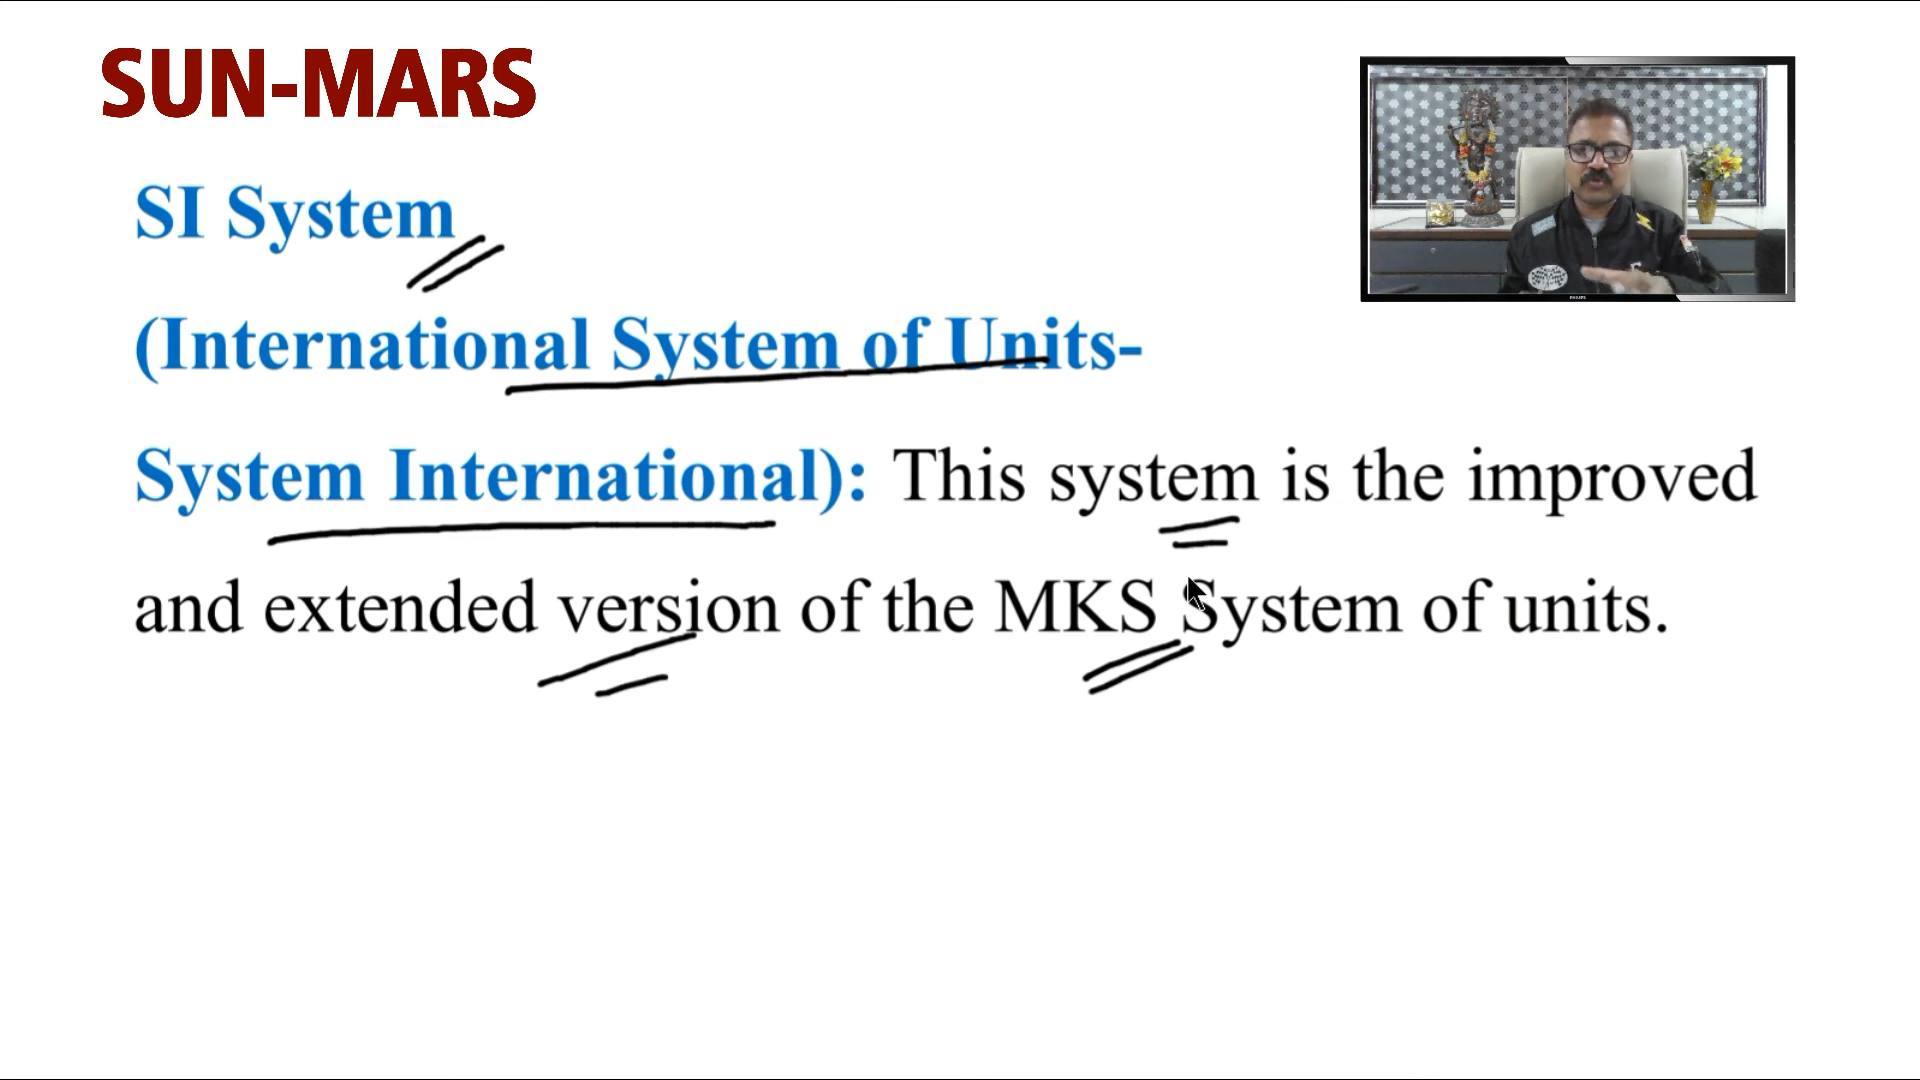 SUN-MARS
SI System
(International System of Units-
System International): This system is the improved
and extended version of the MKS System of units.
PHILIPS